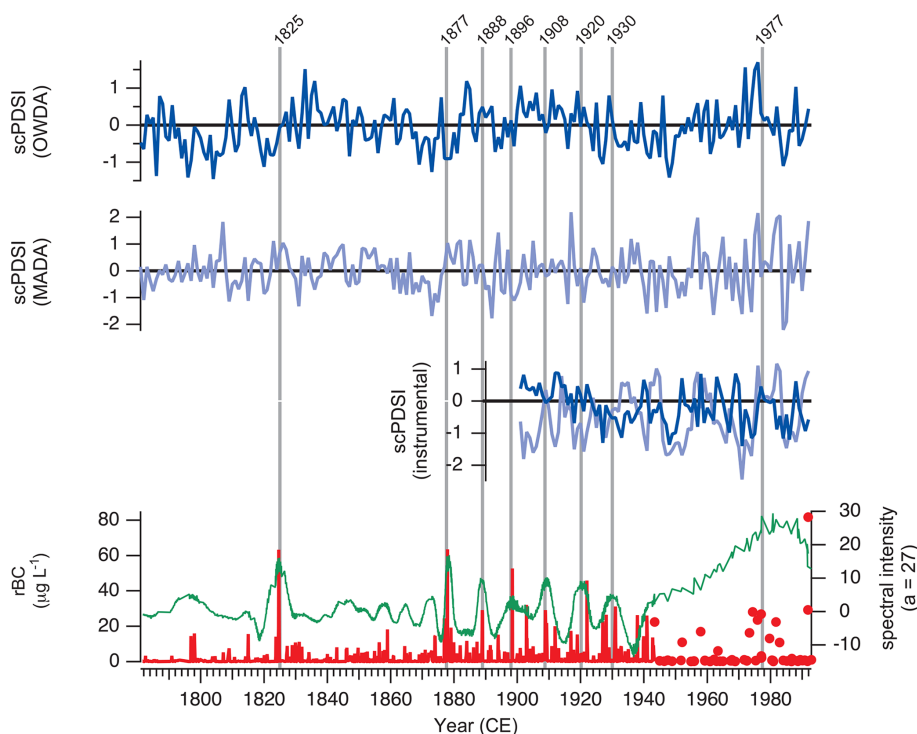 1825
1877
1888
1896
1908
1920
1930
1977
scPDSI
(OWDA)
1
0
-1
scPDSI
(MADA)
2
1
0
-1
-2
scPDSI
(instrumental)
1
0
-1
-2
rBC
(µg L-1)
80
60
40
20
0
30
20
10
0
-10
spectral intensity
(a = 27)
1800 1820 1840 1860 1880 1900 1920 1940 1960 1980
Year (CE)